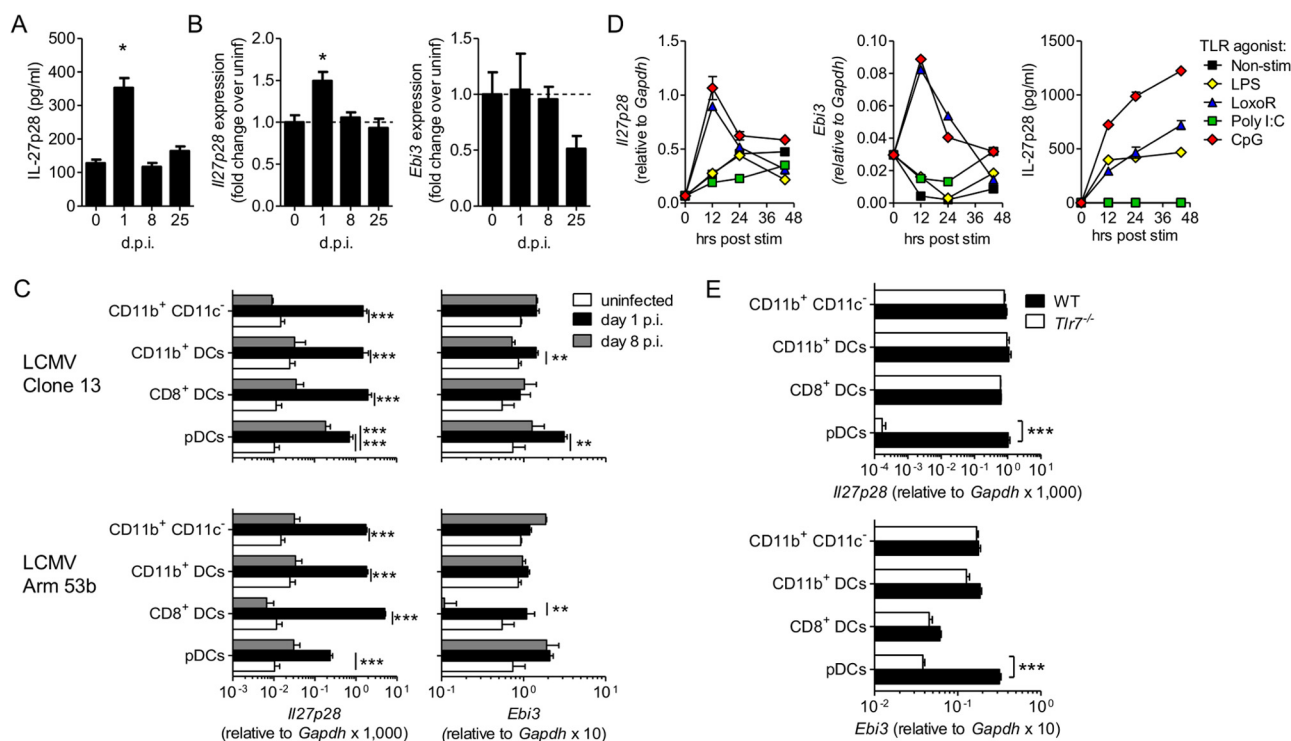 A
IL-27p28 (pg/ml)
500
400
300
200
100
0
*
0 1 8 25
d.p.i.
B
Il27p28 expression
(fold change over uninf)
2.0
1.5
1.0
0.5
0.0
*
0 1 8 25
d.p.i.
Ebi3 expression
(fold change over uninf)
1.5
1.0
0.5
0.0
0 1 8 25
d.p.i.
D
Il27p28
(relative to Gapdh)
1.5
1.0
0.5
0.0
0 12 24 36 48
hrs post stim
Ebi3
(relative to Gapdh)
0.10
0.08
0.06
0.04
0.02
0.00
0 12 24 36 48
hrs post stim
IL-27p28 (pg/ml)
1500
1000
500
0
0 12 24 36 48
hrs post stim
TLR agonist:
Non-stim
LPS
LoxoR
Poly I:C
CpG
C
LCMV
Clone 13
CD11b+ CD11c-
CD11b+ DCs
CD8+ DCs
pDCs
***
***
***
***
***
uninfected
day 1 p.i.
day 8 p.i.
**
**
LCMV
Arm 53b
CD11b+ CD11c-
CD11b+ DCs
CD8+ DCs
pDCs
***
***
***
***
10-3 10-2 10-1 100 101
Il27p28
(relative to Gapdh x 1,000)
**
10-1 100 101
Ebi3
(relative to Gapdh x 10)
E
WT
Tlr7-/-
CD11b+ CD11c-
CD11b+ DCs
CD8+ DCs
pDCs
***
10-4 10-3 10-2 10-1 100 101
Il27p28 (relative to Gapdh x 1,000)
CD11b+ CD11c-
CD11b+ DCs
CD8+ DCs
pDCs
***
10-2 10-1 100
Ebi3 (relative to Gapdh x 10)